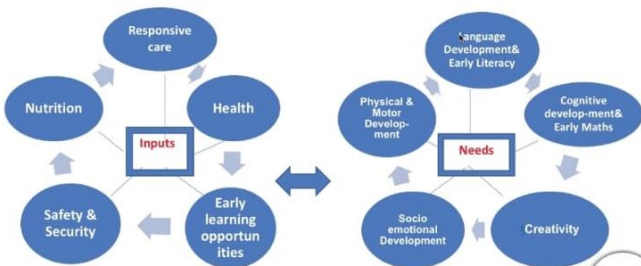 Responsive
care
Health
Early
learning
opportun
ities
Safety &
Security
Nutrition
Inputs
Language
Development&
Early Literacy
Cognitive
develop-ment&
Early Maths
Creativity
Socio
emotional
Development
Physical &
Motor
Develop-
ment
Needs